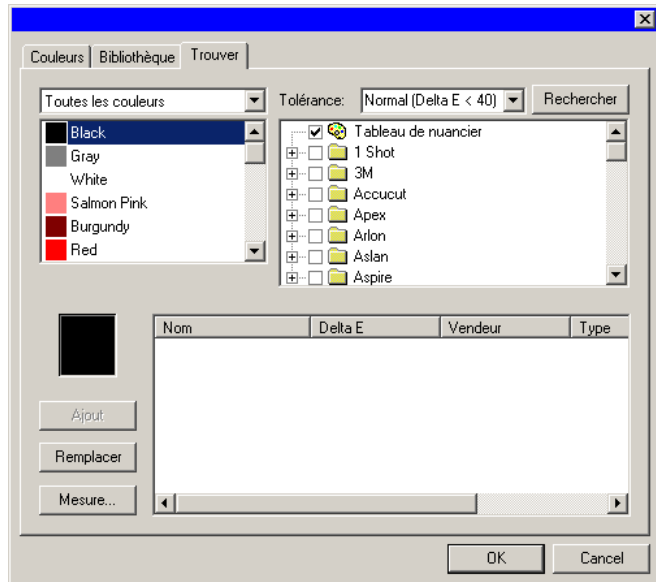 Couleurs Bibliothèque Trouver
Toutes les couleurs
Tolérance: Normal (Delta E < 40) Rechercher
Black
Gray
White
Salmon Pink
Burgundy
Red
Tableau de nuancier
1 Shot
3M
Accucut
Apex
Arlon
Aslan
Aspire
Nom Delta E Vendeur Type
Ajout
Remplacer
Mesure...
OK Cancel